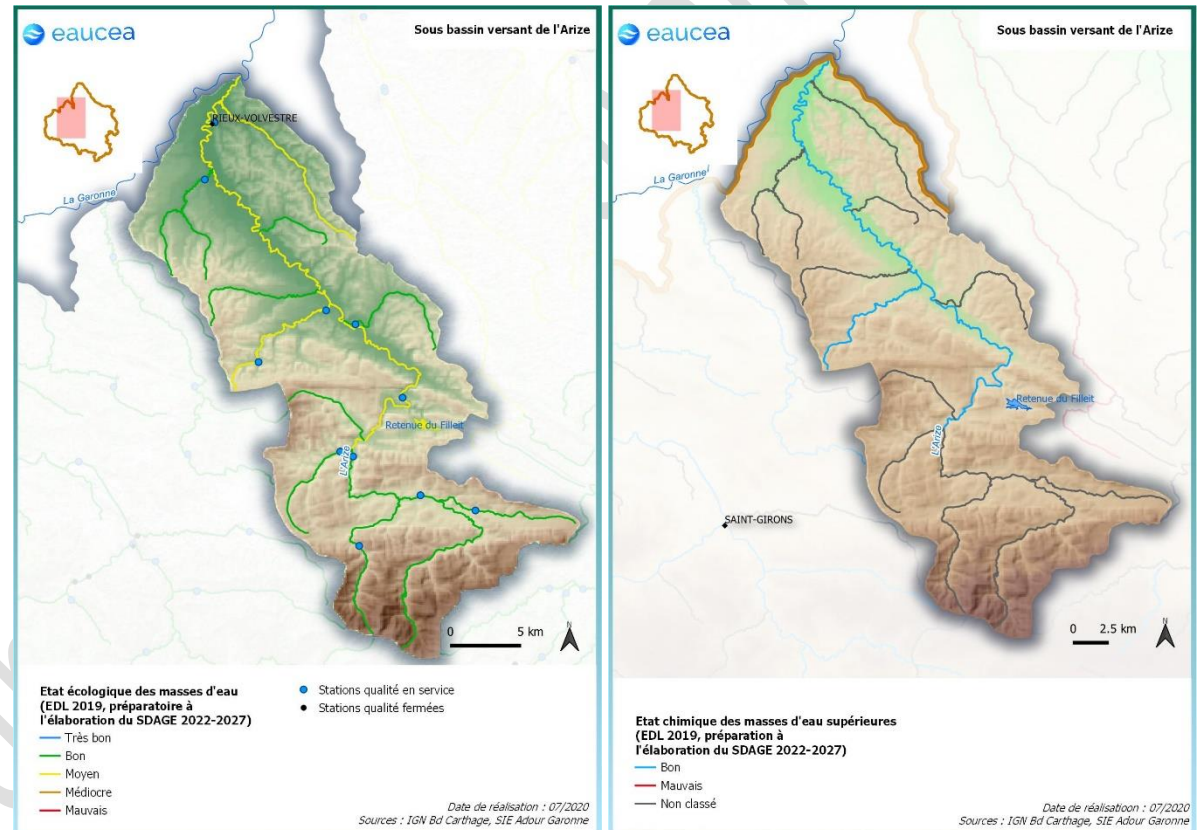 eaucea
Sous bassin versant de l'Arize
RIEUX-VOLVESTRE
La Garonne
Retenue du Filleit
L'Arize
0 5 km
N
Etat écologique des masses d'eau
(EDL 2019, préparatoire à
l'élaboration du SDAGE 2022-2027)
Très bon
Bon
Moyen
Médiocre
Mauvais
Stations qualité en service
Stations qualité fermées
Date de réalisation : 07/2020
Sources : IGN Bd Carthage, SIE Adour Garonne
eaucea
Sous bassin versant de l'Arize
La Garonne
Retenue du Filleit
L'Arize
SAINT-GIRONS
0 2.5 km
N
Etat chimique des masses d'eau supérieures
(EDL 2019, préparation à
l'élaboration du SDAGE 2022-2027)
Bon
Mauvais
Non classé
Date de réalisatioon : 07/2020
Sources : IGN Bd Carthage, SIE Adour Garonne